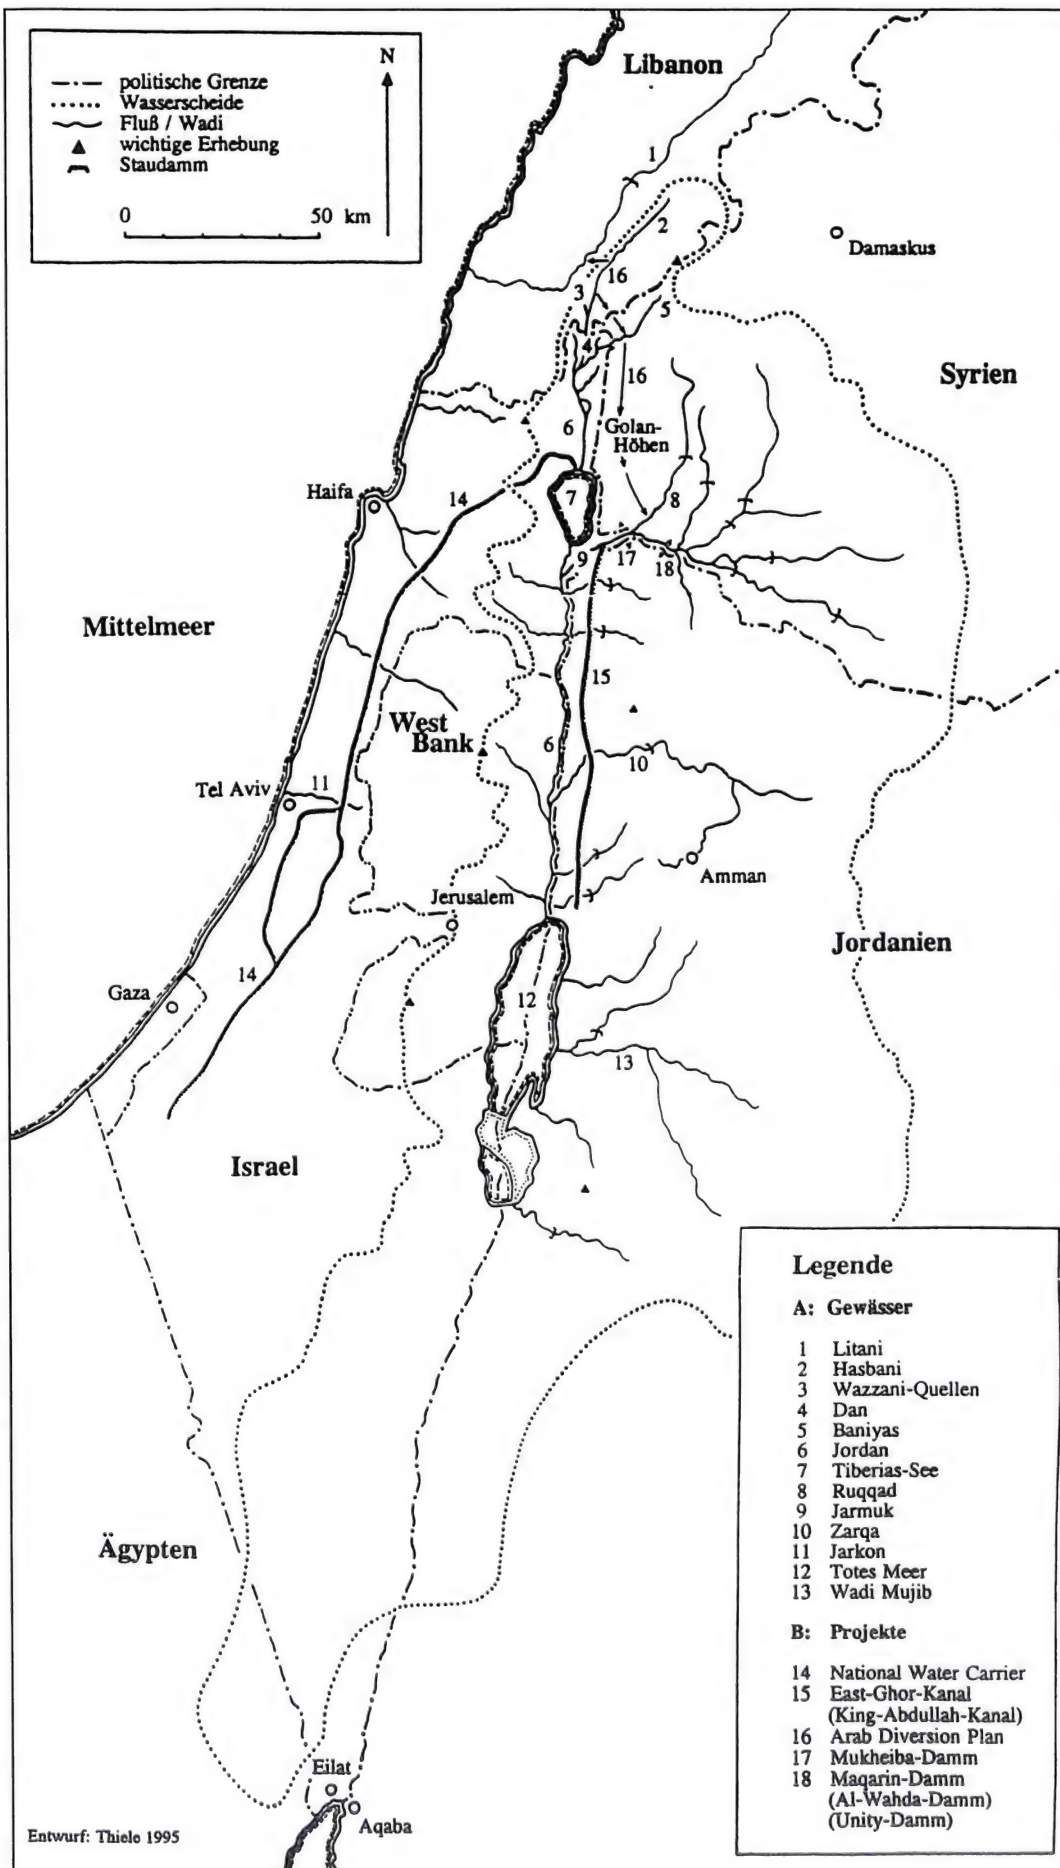 N
politische Grenze
Wasserscheide
Fluß / Wadi
wichtige Erhebung
Staudamm
0 50 km
Libanon
1
2
Damaskus
16
3
5
4
16
Syrien
6
Golan-
Höhen
Haifa
14
7
8
9
17
18
Mittelmeer
15
West
Bank
6
10
Tel Aviv
11
Amman
Jerusalem
Jordanien
14
Gaza
12
13
Israel
Ägypten
Eilat
Aqaba
Entwurf: Thiele 1995
Legende
A: Gewässer
1 Litani
2 Hasbani
3 Wazzani-Quellen
4 Dan
5 Baniyas
6 Jordan
7 Tiberias-See
8 Ruqqad
9 Jarmuk
10 Zarqa
11 Jarkon
12 Totes Meer
13 Wadi Mujib
B: Projekte
14 National Water Carrier
15 East-Ghor-Kanal
(King-Abdullah-Kanal)
16 Arab Diversion Plan
17 Mukheiba-Damm
18 Maqarin-Damm
(Al-Wahda-Damm)
(Unity-Damm)